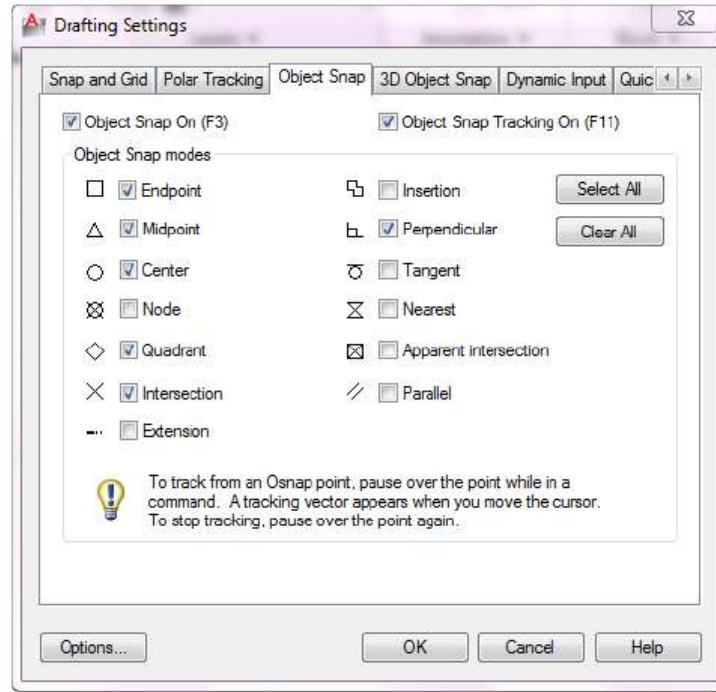 Drafting Settings
Snap and Grid Polar Tracking Object Snap 3D Object Snap Dynamic Input Quic
Object Snap On (F3) Object Snap Tracking On (F11)
Object Snap modes
Endpoint Insertion Select All
Midpoint Perpendicular Clear All
Center Tangent
Node Nearest
Quadrant Apparent intersection
Intersection Parallel
Extension
To track from an Osnap point, pause over the point while in a
command. A tracking vector appears when you move the cursor.
To stop tracking, pause over the point again.
Options... OK Cancel Help